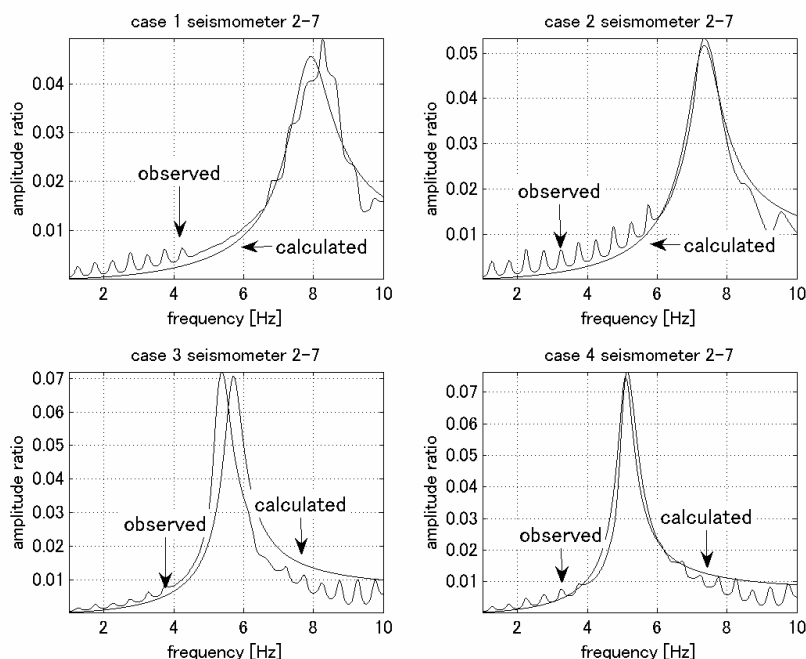 case 1 seismometer 2-7
amplitude ratio
0.04
0.03
0.02
0.01
observed
calculated
2 4 6 8 10
frequency [Hz]
case 2 seismometer 2-7
amplitude ratio
0.05
0.04
0.03
0.02
0.01
observed
calculated
2 4 6 8 10
frequency [Hz]
case 3 seismometer 2-7
amplitude ratio
0.07
0.06
0.05
0.04
0.03
0.02
0.01
observed
calculated
2 4 6 8 10
frequency [Hz]
case 4 seismometer 2-7
amplitude ratio
0.07
0.06
0.05
0.04
0.03
0.02
0.01
observed
calculated
2 4 6 8 10
frequency [Hz]